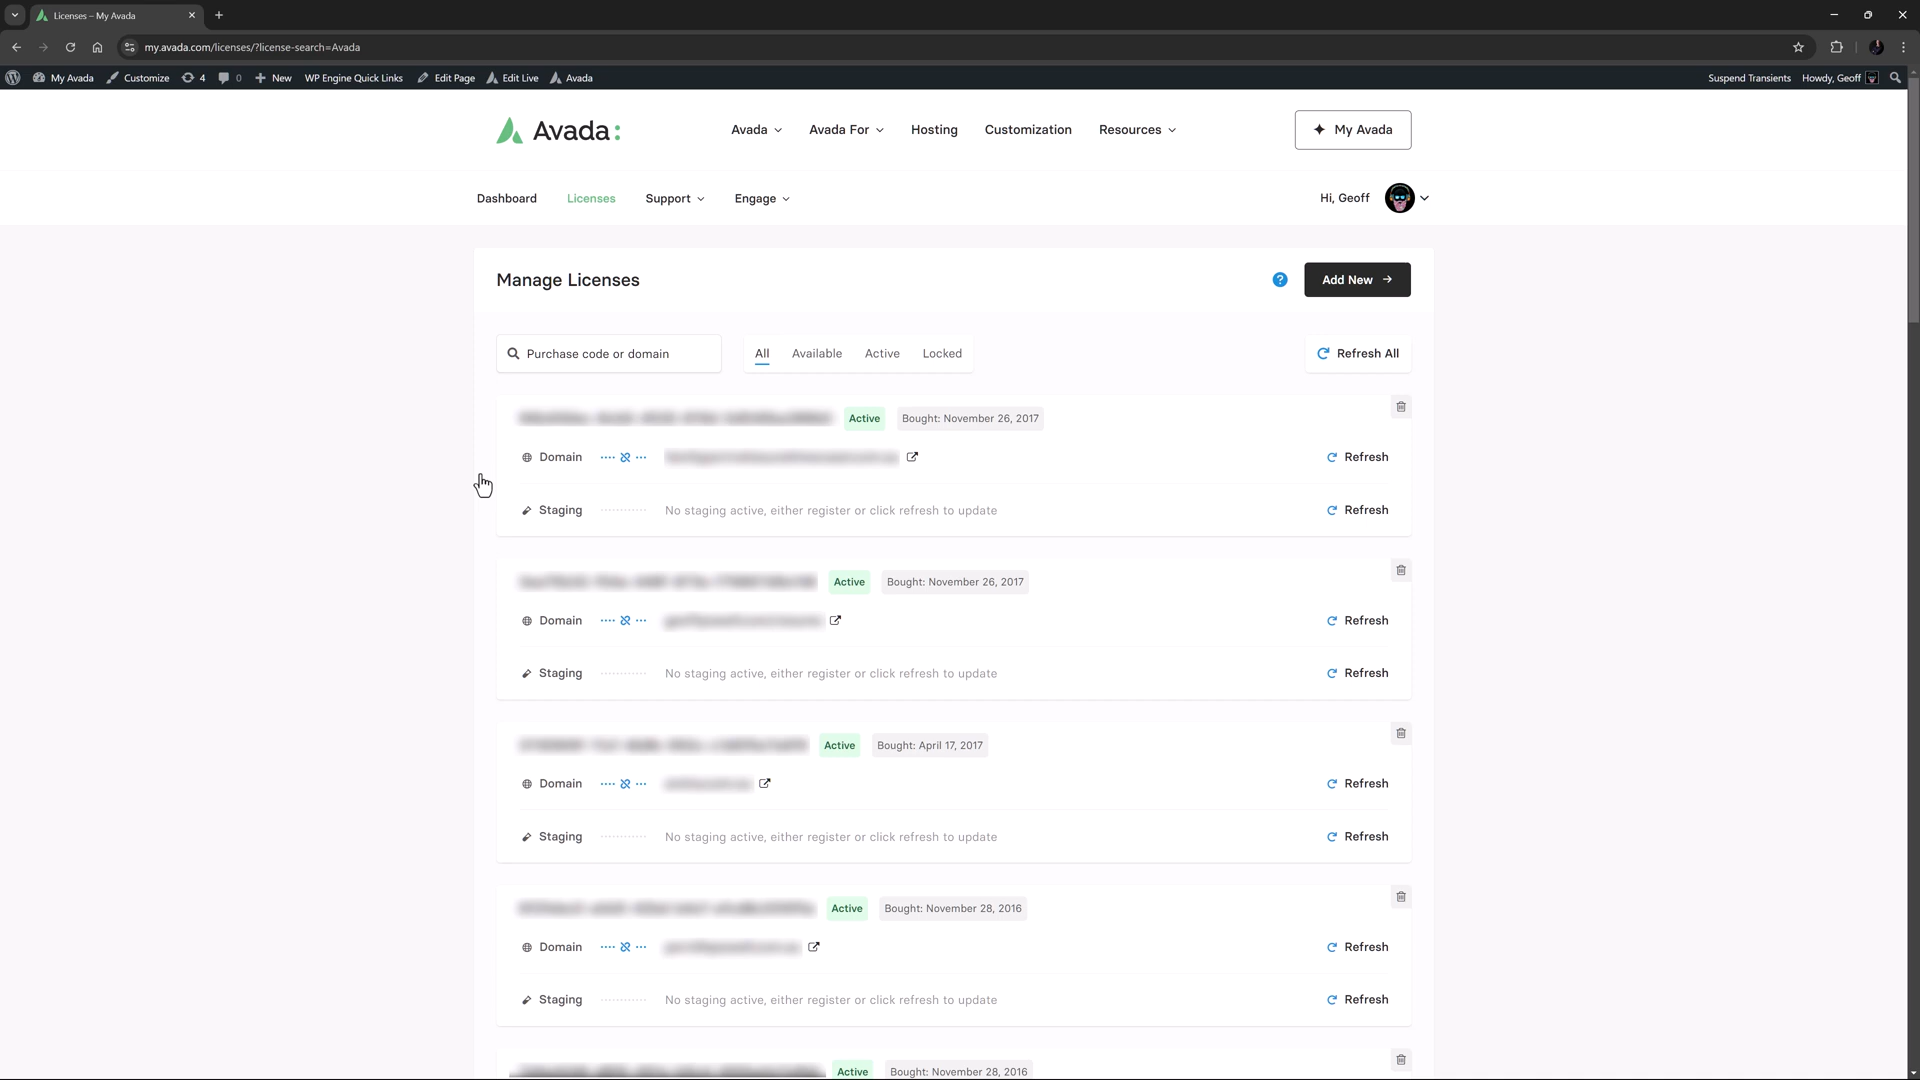 Licenses – My Avada
my.avada.com/licenses/?license-search=Avada
My Avada Customize 4 0 New WP Engine Quick Links Edit Page Edit Live Avada Suspend Transients Howdy, Geoff
Avada: Avada Avada For Hosting Customization Resources My Avada
Dashboard Licenses Support Engage Hi, Geoff
Manage Licenses ? Add New →
Purchase code or domain All Available Active Locked Refresh All
Active Bought: November 26, 2017
Domain Refresh
Staging No staging active, either register or click refresh to update Refresh
Active Bought: November 26, 2017
Domain Refresh
Staging No staging active, either register or click refresh to update Refresh
Active Bought: April 17, 2017
Domain Refresh
Staging No staging active, either register or click refresh to update Refresh
Active Bought: November 28, 2016
Domain Refresh
Staging No staging active, either register or click refresh to update Refresh
Active Bought: November 28, 2016